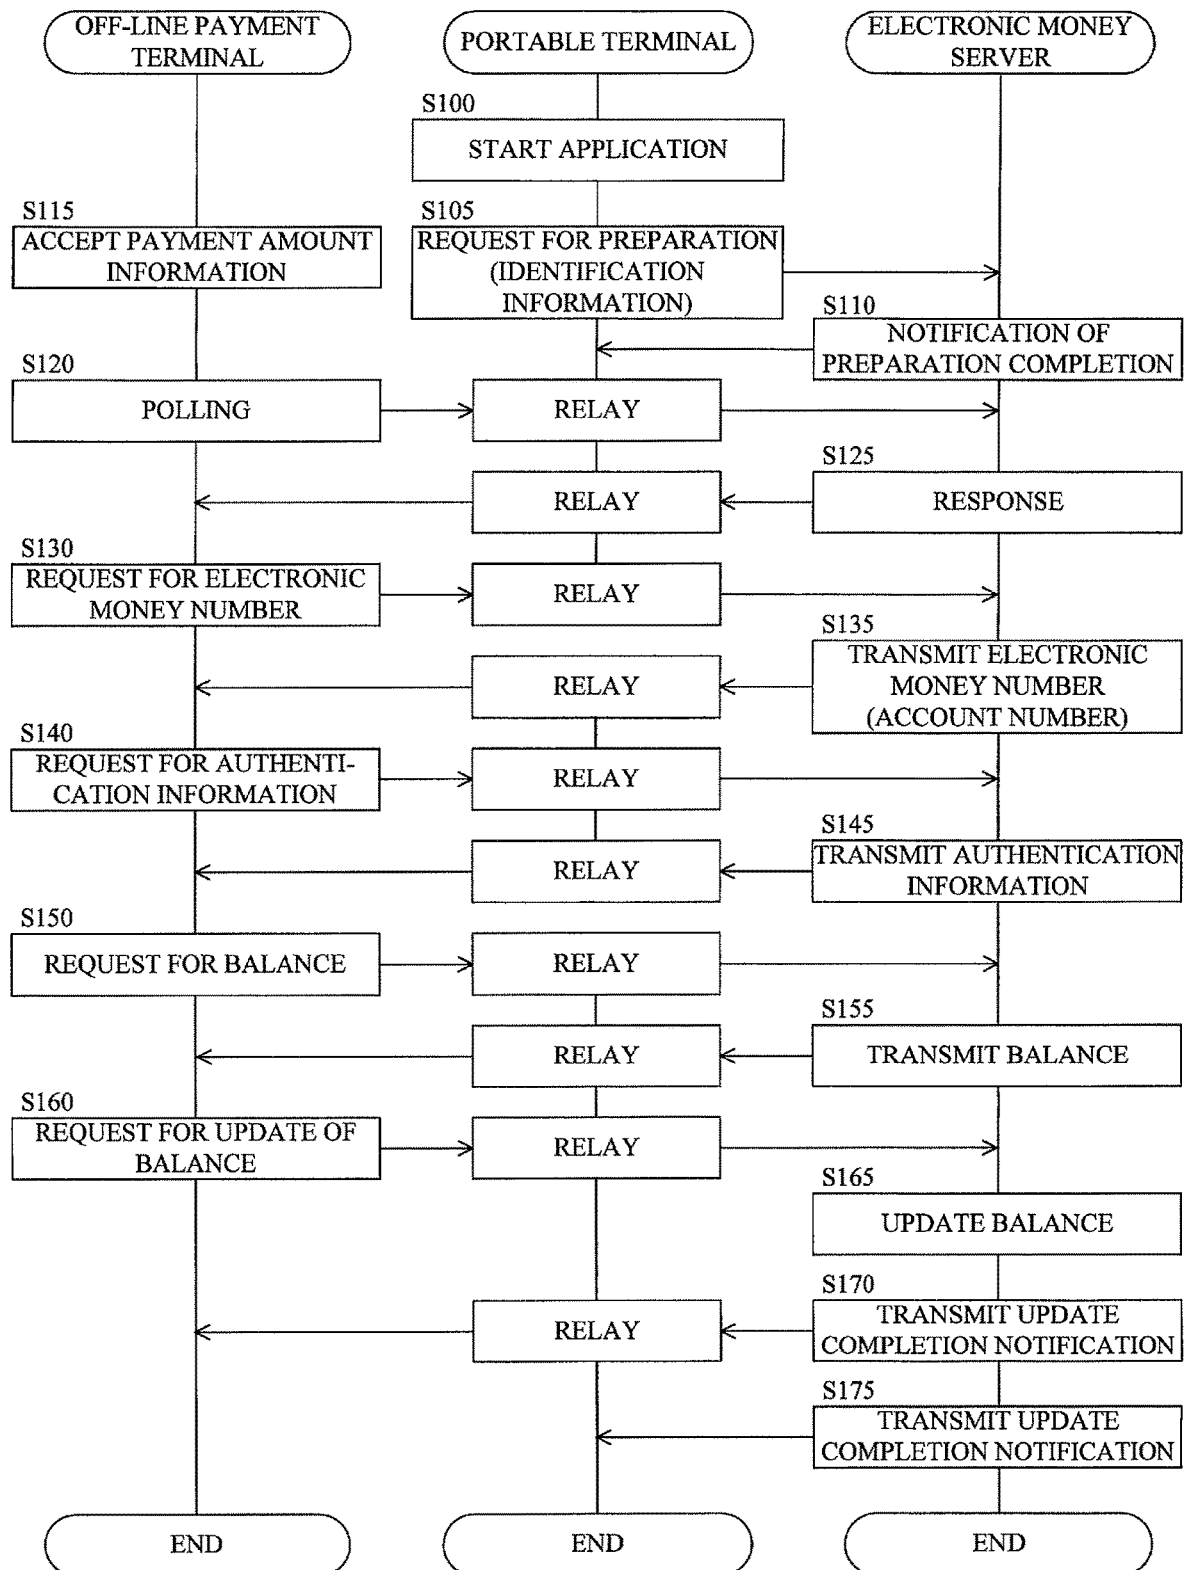 OFF-LINE PAYMENT
TERMINAL
PORTABLE TERMINAL
ELECTRONIC MONEY
SERVER
S100
START APPLICATION
S115
ACCEPT PAYMENT AMOUNT
INFORMATION
S105
REQUEST FOR PREPARATION
(IDENTIFICATION
INFORMATION)
S110
NOTIFICATION OF
PREPARATION COMPLETION
S120
POLLING
RELAY
S125
RELAY
RESPONSE
S130
REQUEST FOR ELECTRONIC
MONEY NUMBER
RELAY
S135
RELAY
TRANSMIT ELECTRONIC
MONEY NUMBER
(ACCOUNT NUMBER)
S140
REQUEST FOR AUTHENTI-
CATION INFORMATION
RELAY
S145
RELAY
TRANSMIT AUTHENTICATION
INFORMATION
S150
REQUEST FOR BALANCE
RELAY
S155
RELAY
TRANSMIT BALANCE
S160
REQUEST FOR UPDATE OF
BALANCE
RELAY
S165
UPDATE BALANCE
S170
RELAY
TRANSMIT UPDATE
COMPLETION NOTIFICATION
S175
TRANSMIT UPDATE
COMPLETION NOTIFICATION
END
END
END